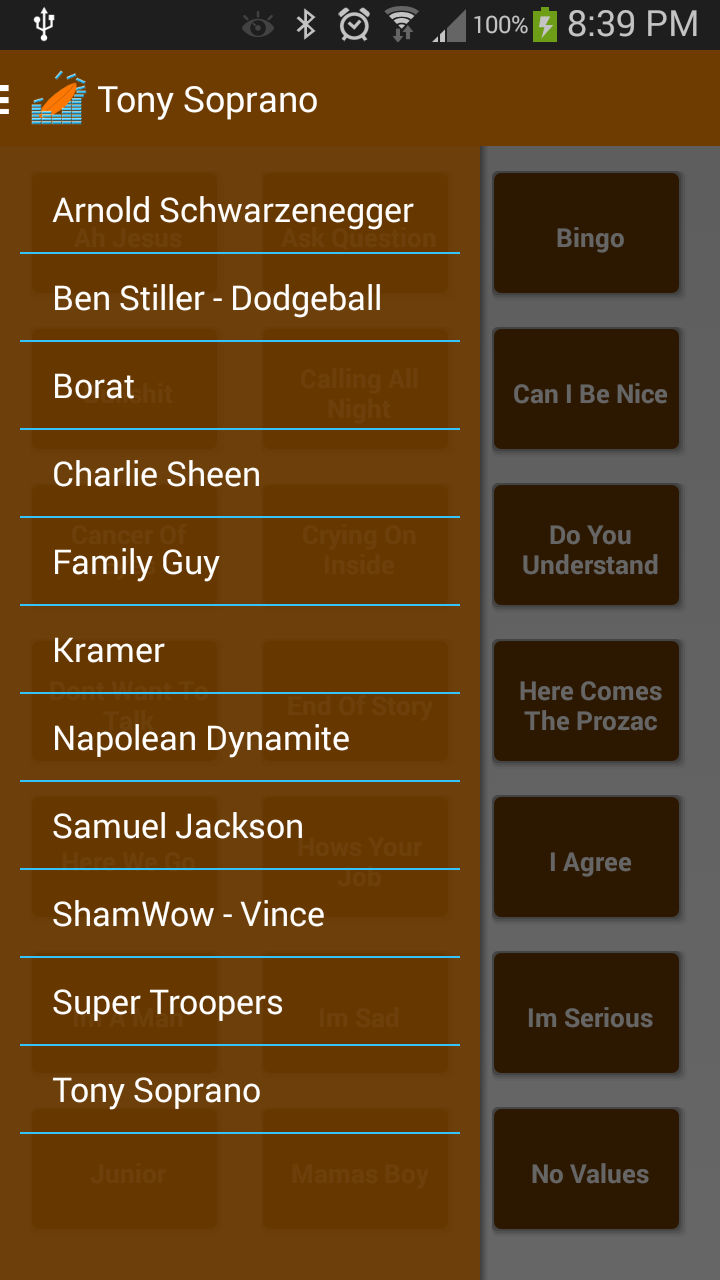 100% 8:39 PM
Tony Soprano
Arnold Schwarzenegger
Ben Stiller - Dodgeball
Borat
Charlie Sheen
Family Guy
Kramer
Napolean Dynamite
Samuel Jackson
ShamWow - Vince
Super Troopers
Tony Soprano
Ah Jesus
Ask Question
Bingo
Calling All
Night
Can I Be Nice
Cancer Of
Crying On
Inside
Do You
Understand
Dont Want To
Talk
End Of Story
Here Comes
The Prozac
Here We Go
Hows Your
Job
I Agree
Im A Man
Im Sad
Im Serious
Junior
Mamas Boy
No Values